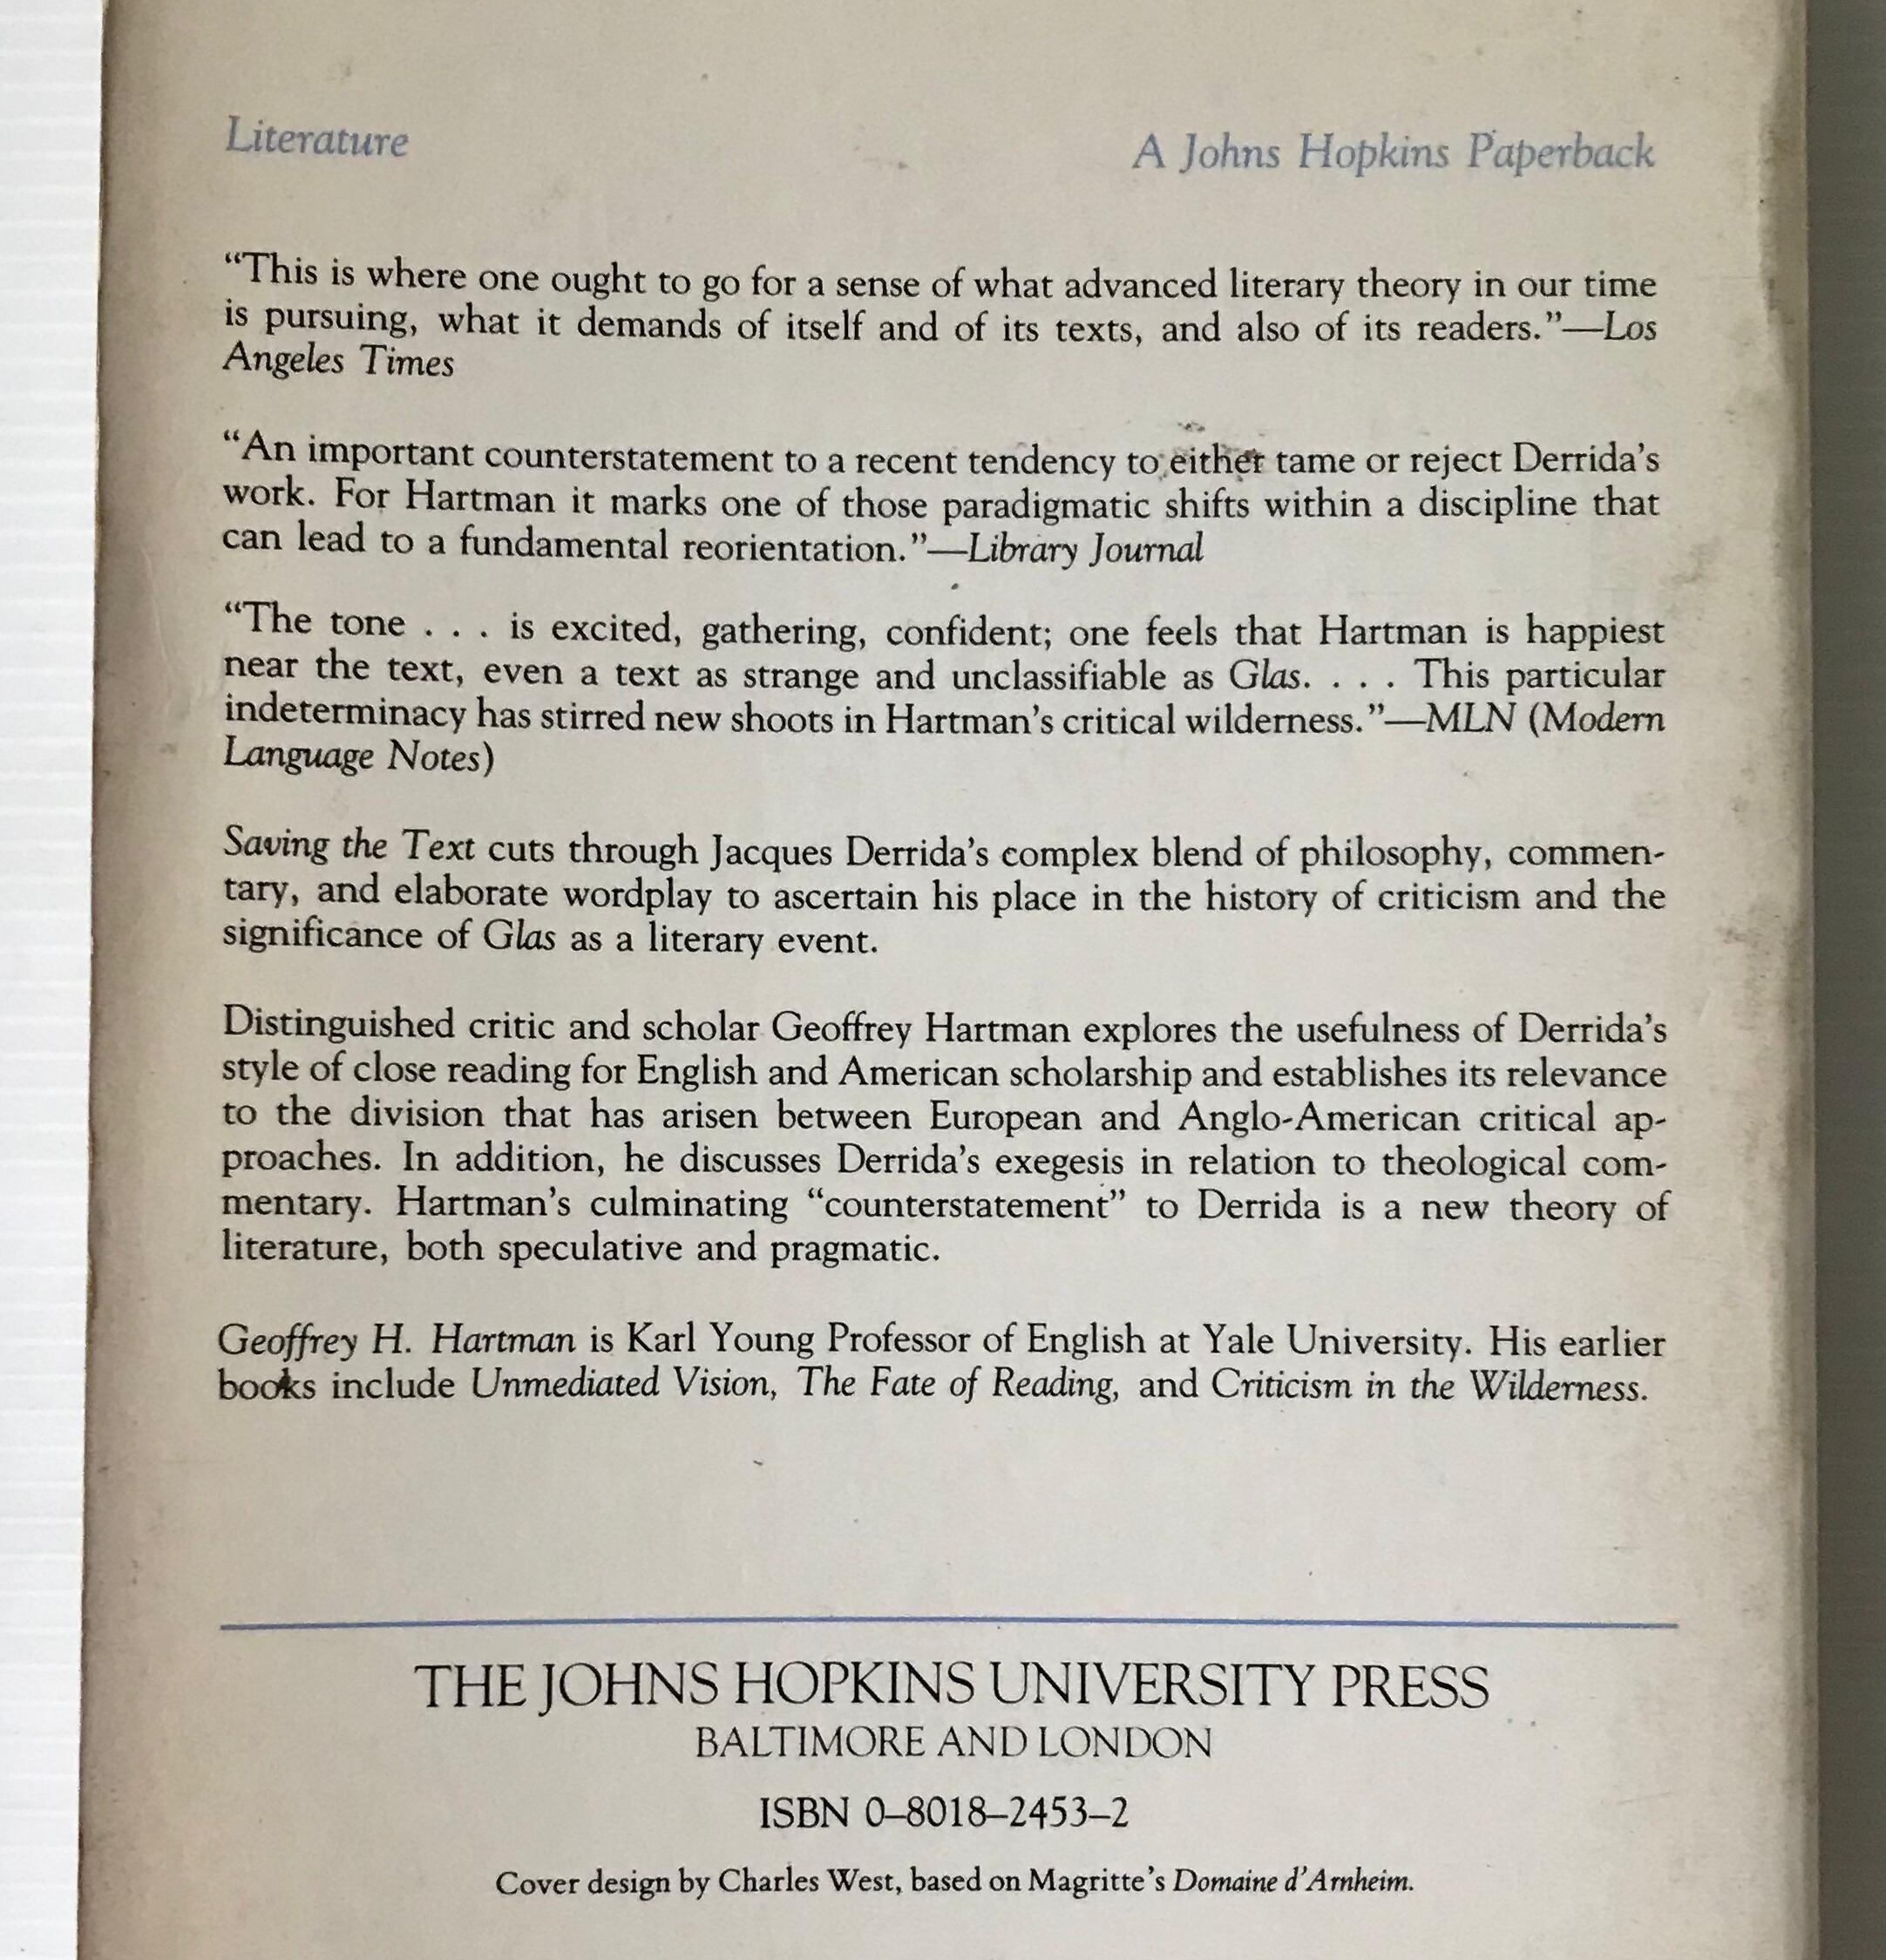 Literature
A Johns Hopkins Paperback
“This is where one ought to go for a sense of what advanced literary theory in our time
is pursuing, what it demands of itself and of its texts, and also of its readers.”—Los
Angeles Times
“An important counterstatement to a recent tendency to either tame or reject Derrida’s
work. For Hartman it marks one of those paradigmatic shifts within a discipline that
can lead to a fundamental reorientation.”—Library Journal
“The tone . . . is excited, gathering, confident; one feels that Hartman is happiest
near the text, even a text as strange and unclassifiable as Glas. . . . This particular
indeterminacy has stirred new shoots in Hartman’s critical wilderness.”—MLN (Modern
Language Notes)
Saving the Text cuts through Jacques Derrida’s complex blend of philosophy, commen-
tary, and elaborate wordplay to ascertain his place in the history of criticism and the
significance of Glas as a literary event.
Distinguished critic and scholar Geoffrey Hartman explores the usefulness of Derrida’s
style of close reading for English and American scholarship and establishes its relevance
to the division that has arisen between European and Anglo-American critical ap-
proaches. In addition, he discusses Derrida’s exegesis in relation to theological com-
mentary. Hartman’s culminating “counterstatement” to Derrida is a new theory of
literature, both speculative and pragmatic.
Geoffrey H. Hartman is Karl Young Professor of English at Yale University. His earlier
books include Unmediated Vision, The Fate of Reading, and Criticism in the Wilderness.
THE JOHNS HOPKINS UNIVERSITY PRESS
BALTIMORE AND LONDON
ISBN 0–8018–2453–2
Cover design by Charles West, based on Magritte’s Domaine d’Arnheim.